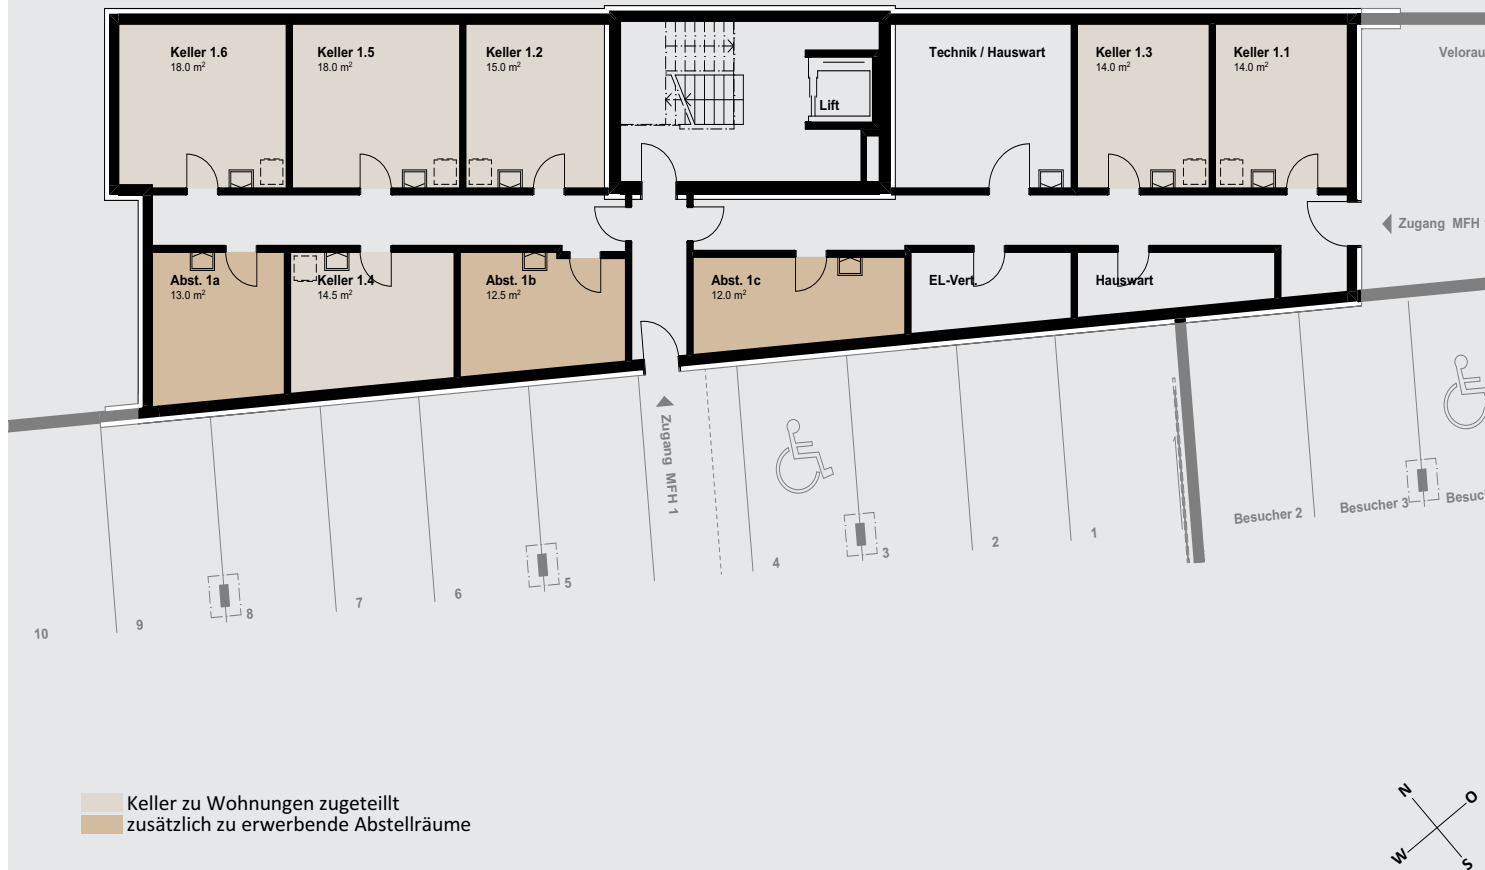 Keller 1.6
18.0 m²
Keller 1.5
18.0 m²
Keller 1.2
15.0 m²
Lift
Technik / Hauswart
Keller 1.3
14.0 m²
Keller 1.1
14.0 m²
Velorau
Zugang MFH
Abst. 1a
13.0 m²
Keller 1.4
14.5 m²
Abst. 1b
12.5 m²
Abst. 1c
12.0 m²
EL-Vert.
Hauswart
Zugang MFH 1
10
9
8
7
6
5
4
3
2
1
Besucher 2
Besucher 3
Besuc
Keller zu Wohnungen zugeteillt
zusätzlich zu erwerbende Abstellräume
N
O
W
S